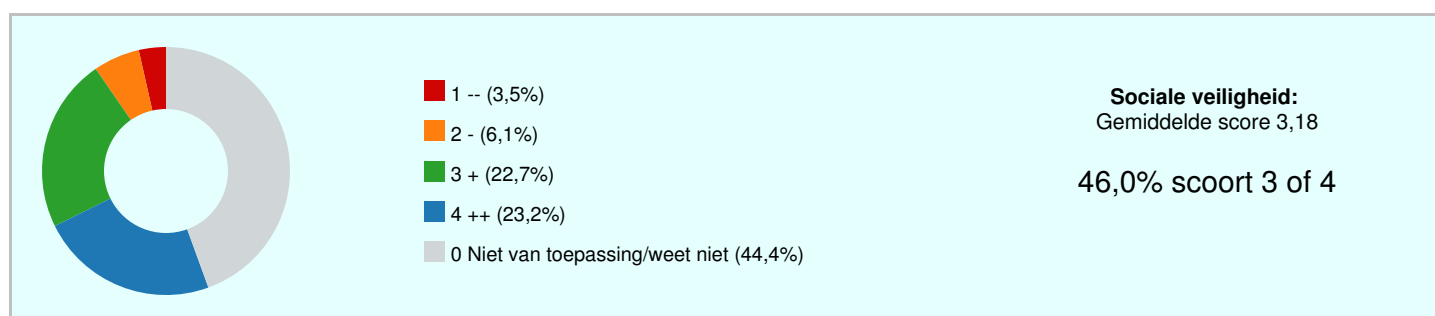 1 -- (3,5%)
2 - (6,1%)
3 + (22,7%)
4 ++ (23,2%)
0 Niet van toepassing/weet niet (44,4%)
Sociale veiligheid:
Gemiddelde score 3,18
46,0% scoort 3 of 4